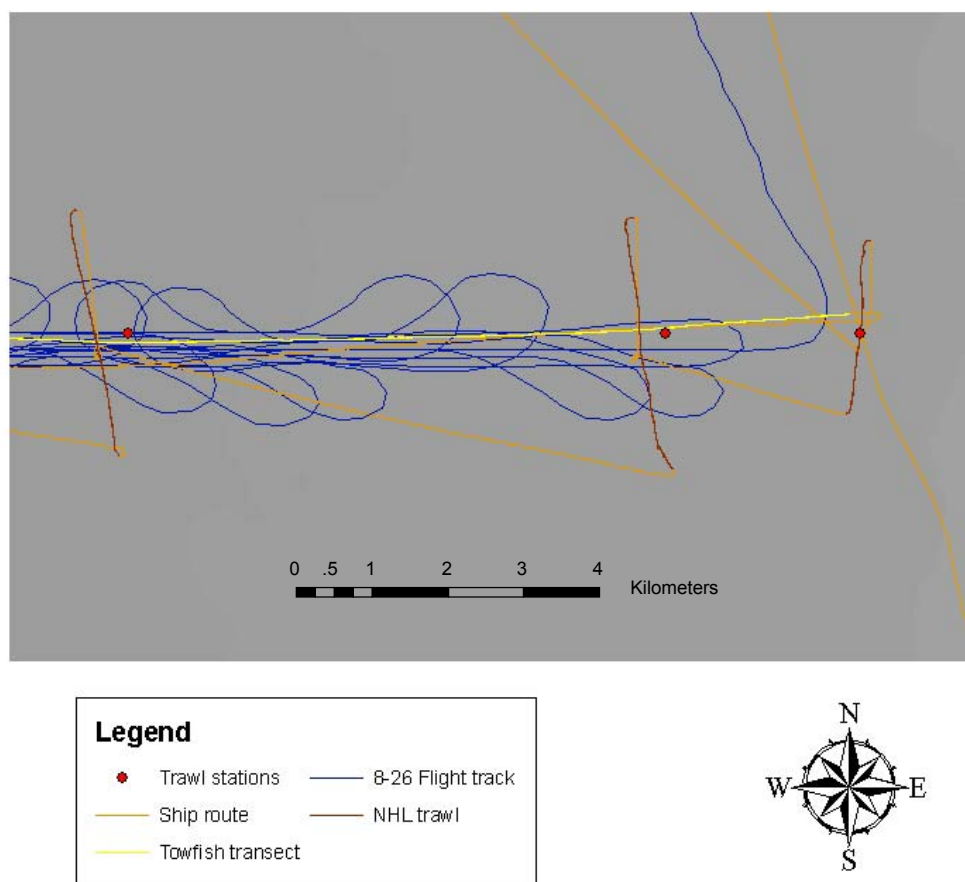 0 .5 1 2 3 4
Kilometers
Legend
Trawl stations
8-26 Flight track
Ship route
NHL trawl
Towfish transect
N
W E
S